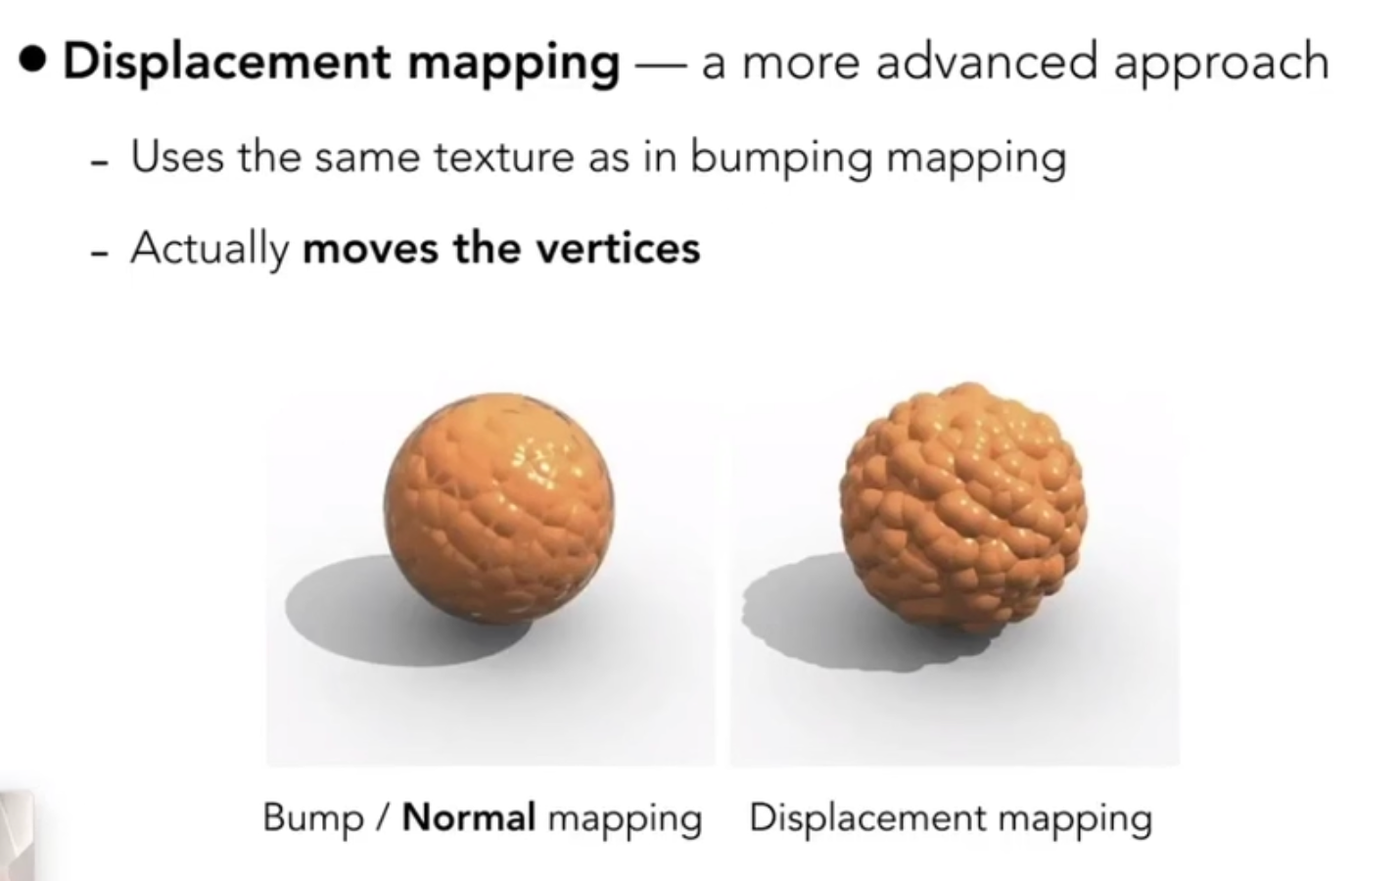 ● Displacement mapping — a more advanced approach
- Uses the same texture as in bumping mapping
- Actually moves the vertices
Bump / Normal mapping
Displacement mapping